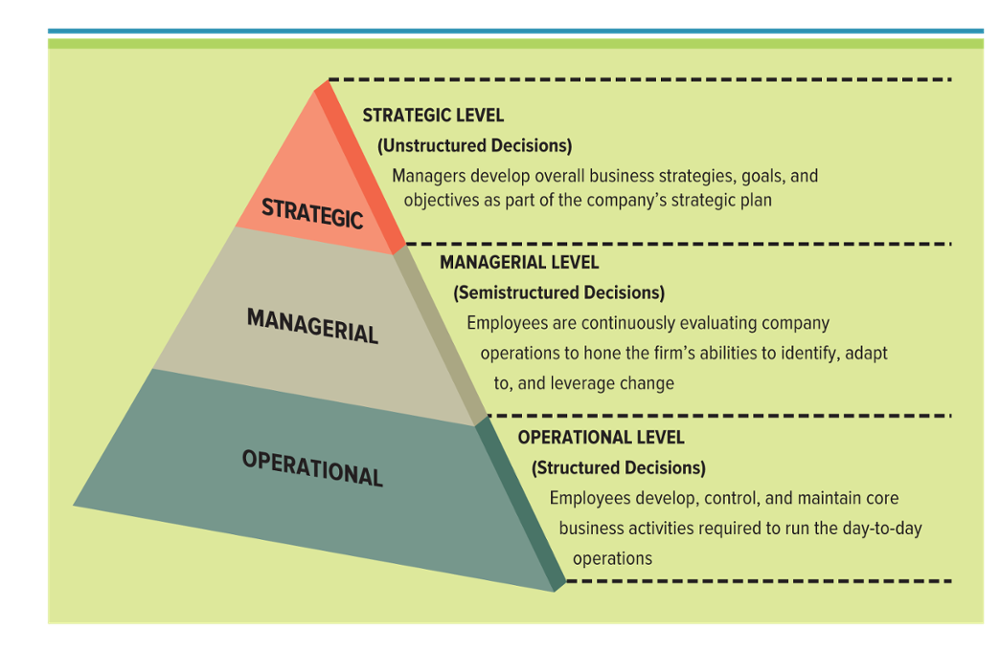 STRATEGIC LEVEL
(Unstructured Decisions)
Managers develop overall business strategies, goals, and
objectives as part of the company’s strategic plan
STRATEGIC
MANAGERIAL LEVEL
(Semistructured Decisions)
Employees are continuously evaluating company
operations to hone the firm’s abilities to identify, adapt
to, and leverage change
MANAGERIAL
OPERATIONAL LEVEL
(Structured Decisions)
Employees develop, control, and maintain core
business activities required to run the day-to-day
operations
OPERATIONAL